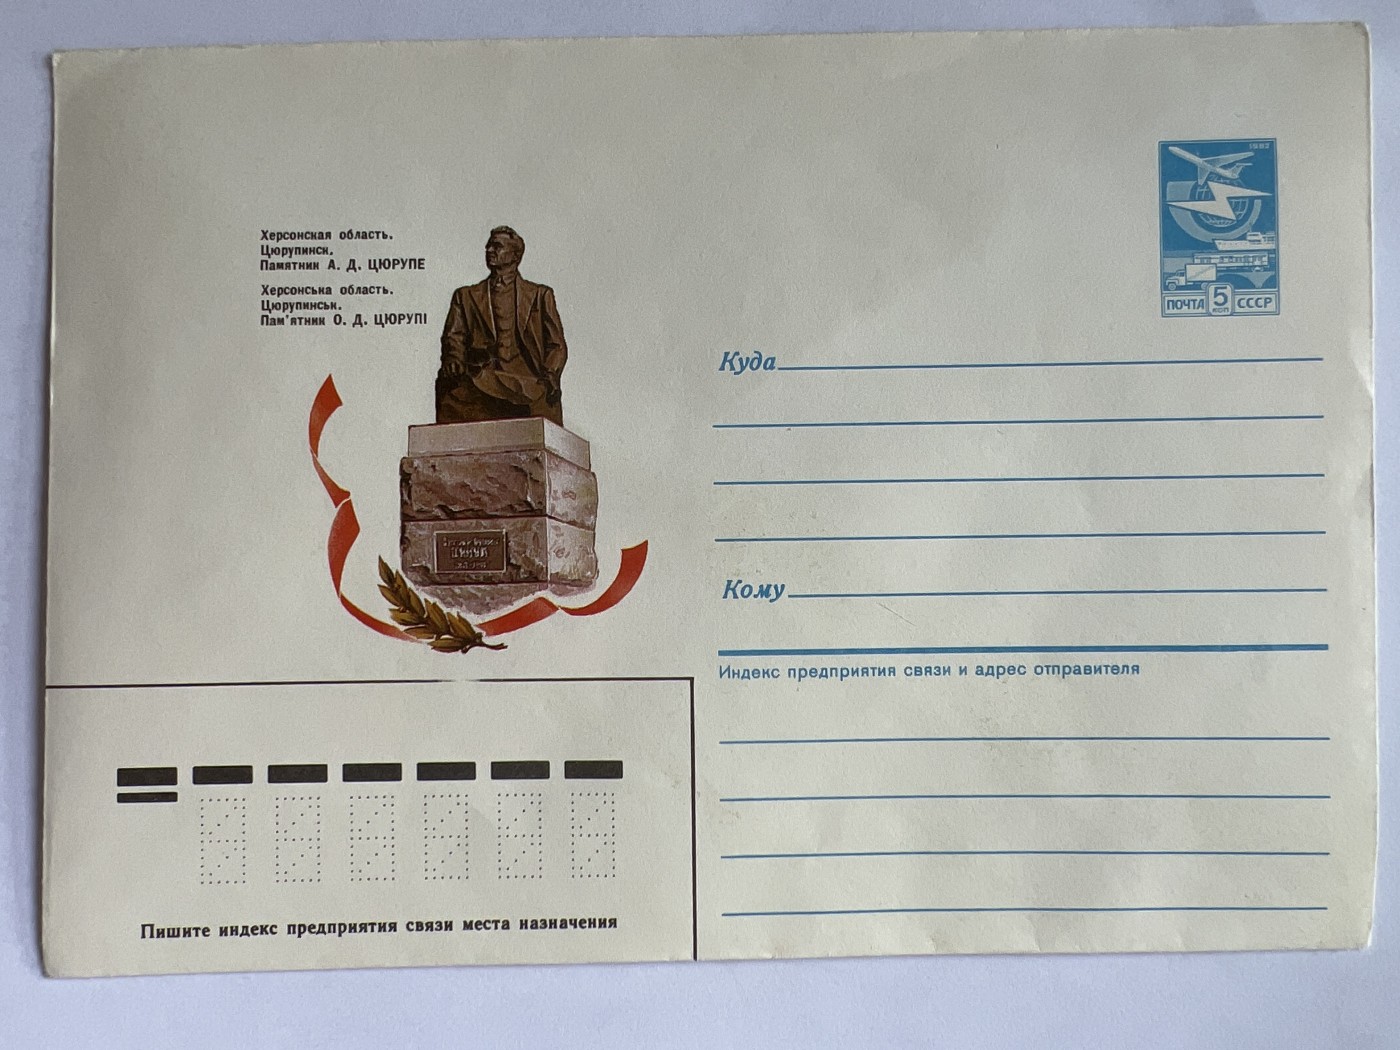 Херсонская область.
Цюрупинск.
Памятник А. Д. ЦЮРУПЕ
Херсонська область.
Цюрупинськ.
Пам'ятник О. Д. ЦЮРУПІ
1982
ПОЧТА 5 КОП СССР
Куда
Кому
Индекс предприятия связи и адрес отправителя
Пишите индекс предприятия связи места назначения